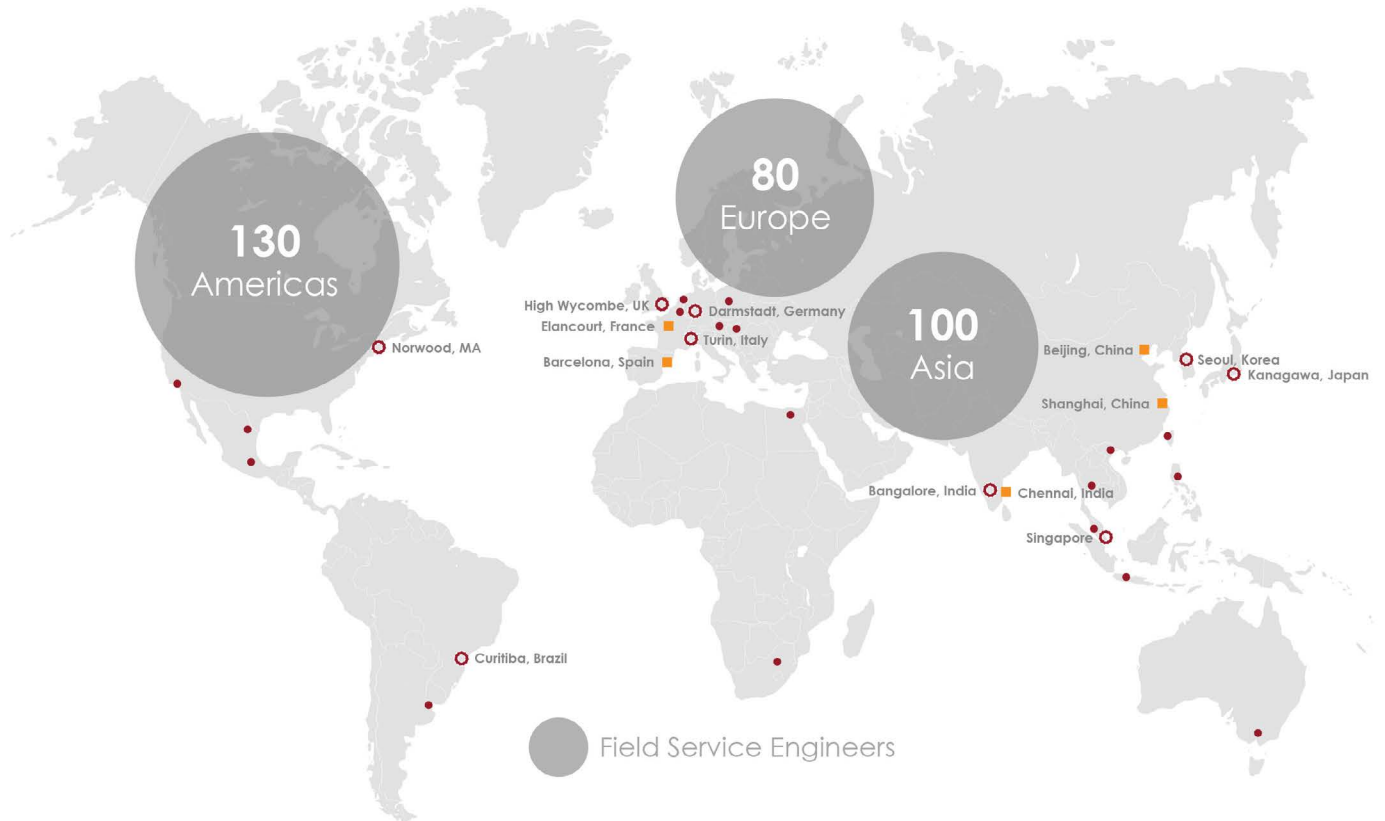 80
Europe
130
Americas
100
Asia
High Wycombe, UK
Darmstadt, Germany
Elancourt, France
Turin, Italy
Norwood, MA
Barcelona, Spain
Beijing, China
Seoul, Korea
Kanagawa, Japan
Shanghai, China
Bangalore, India
Chennai, India
Singapore
Curitiba, Brazil
Field Service Engineers